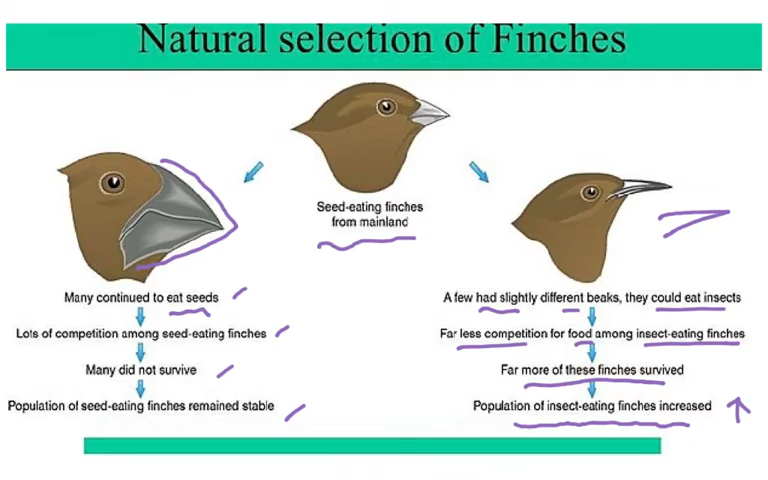 Natural selection of Finches
Seed-eating finches
from mainland
Many continued to eat seeds
Lots of competition among seed-eating finches
Many did not survive
Population of seed-eating finches remained stable
A few had slightly different beaks, they could eat insects
Far less competition for food among insect-eating finches
Far more of these finches survived
Population of insect-eating finches increased